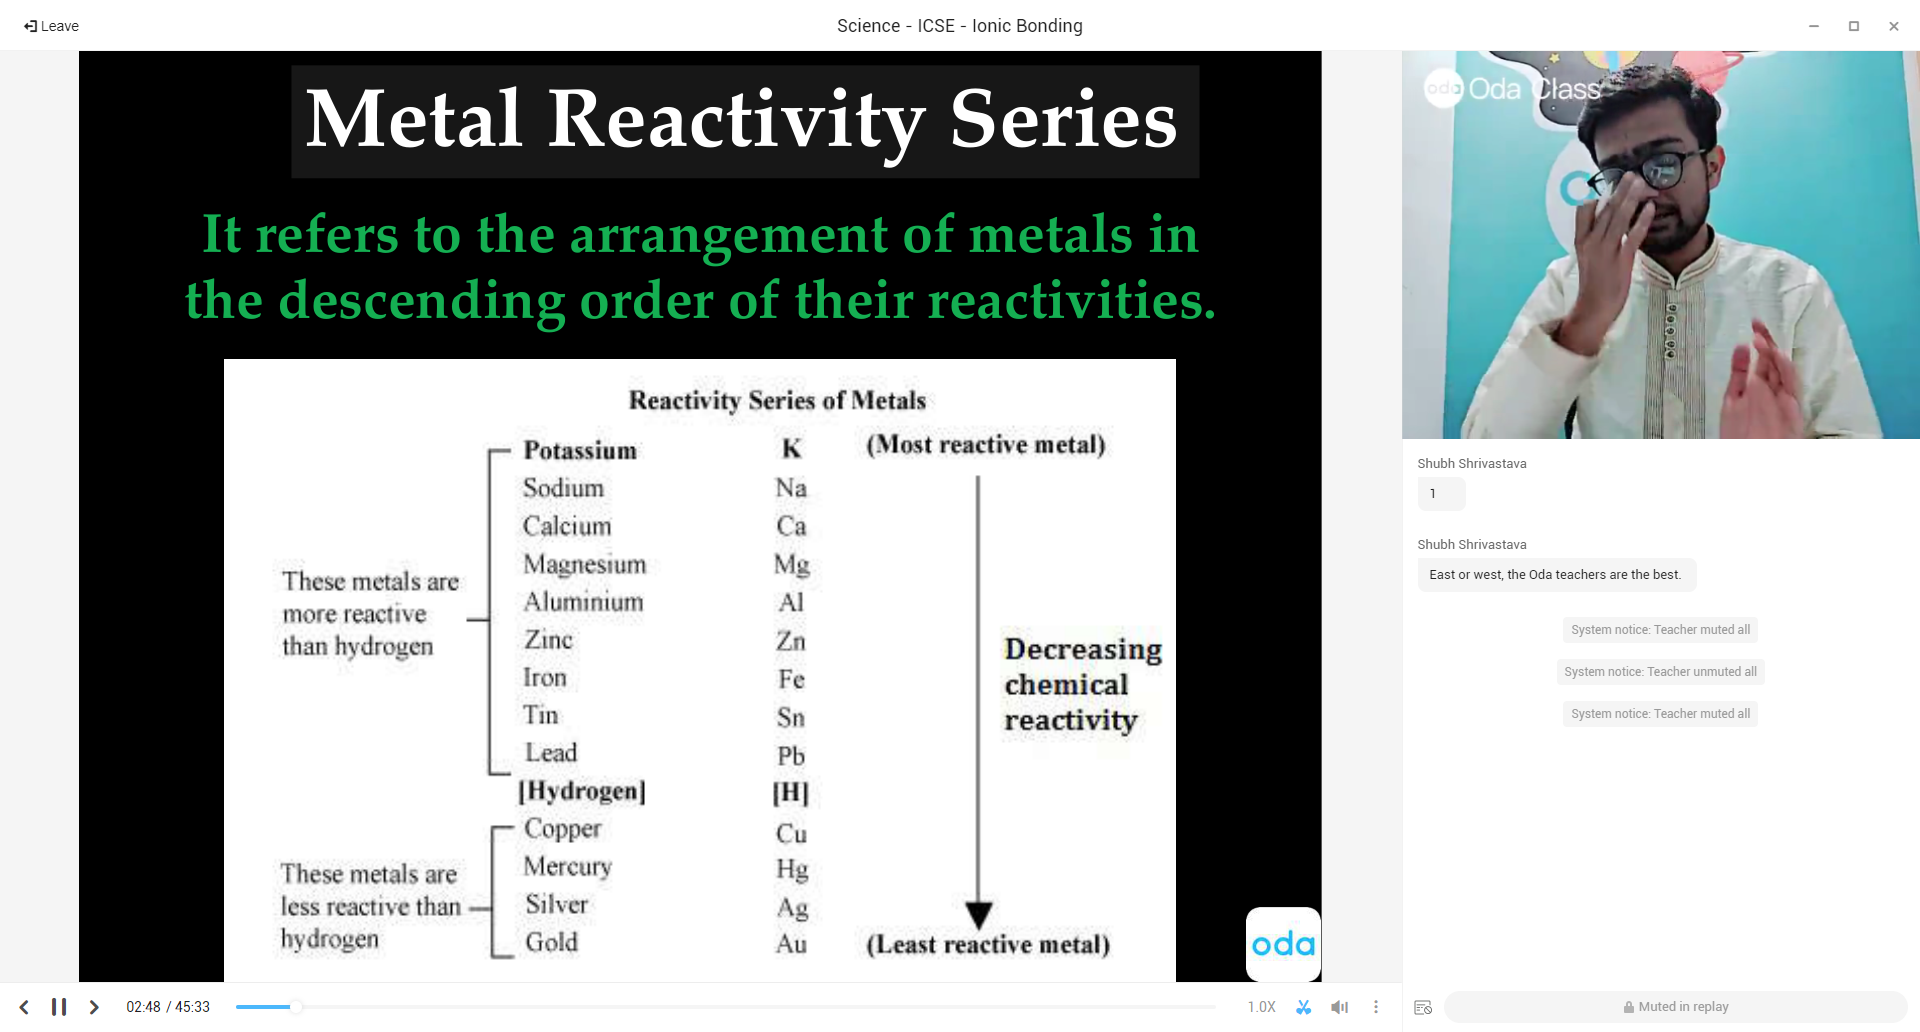 Leave
Science - ICSE - Ionic Bonding
Metal Reactivity Series
It refers to the arrangement of metals in
the descending order of their reactivities.
Reactivity Series of Metals
Potassium K (Most reactive metal)
Sodium Na
Calcium Ca
Magnesium Mg
Aluminium Al
Zinc Zn
Iron Fe
Tin Sn
Lead Pb
These metals are
more reactive
than hydrogen
Decreasing
chemical
reactivity
[Hydrogen] [H]
Copper Cu
Mercury Hg
Silver Ag
Gold Au (Least reactive metal)
These metals are
less reactive than
hydrogen
oda
oda Oda Class
Shubh Shrivastava
1
Shubh Shrivastava
East or west, the Oda teachers are the best.
System notice: Teacher muted all
System notice: Teacher unmuted all
System notice: Teacher muted all
02:48 / 45:33
1.0X
Muted in replay